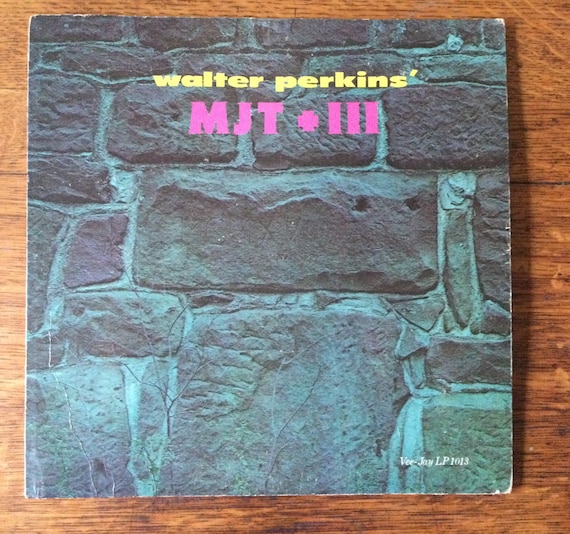 walter perkins'
MJT + III
Vee-Jay LP 1013